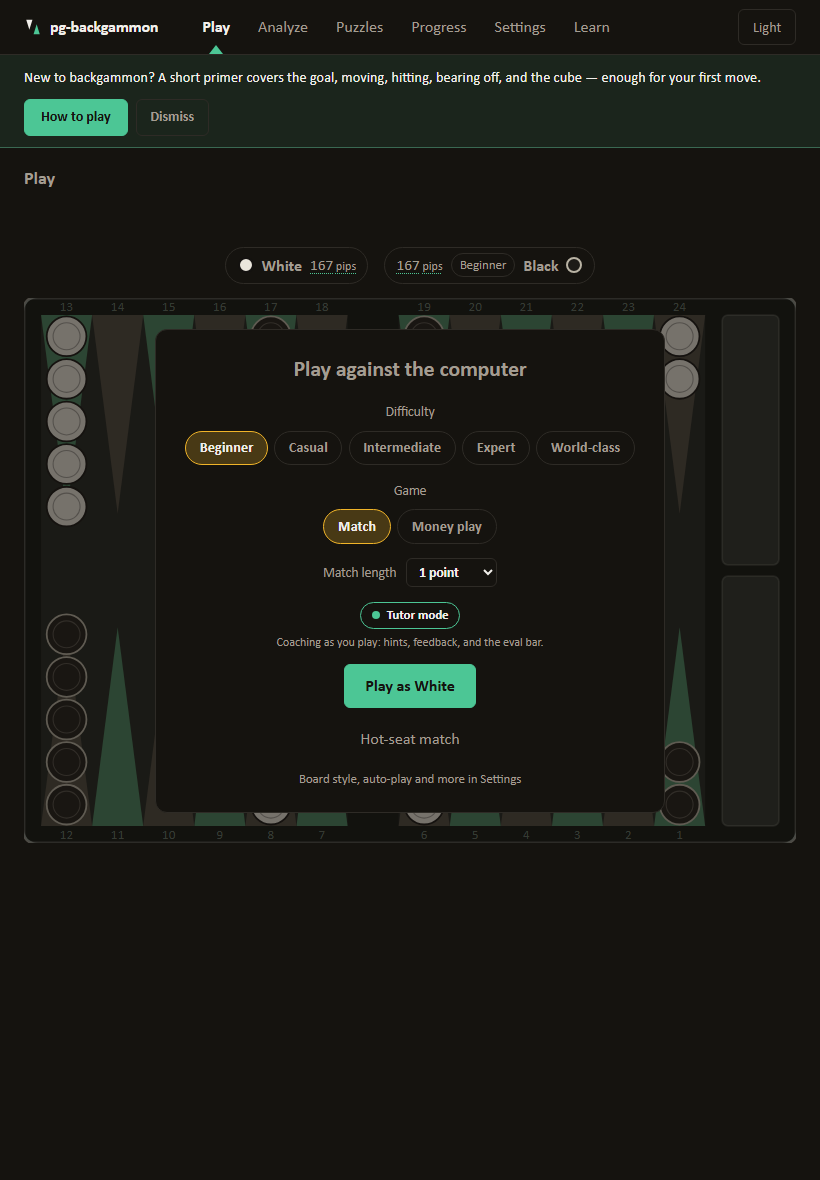 pg-backgammon Play Analyze Puzzles Progress Settings Learn Light
New to backgammon? A short primer covers the goal, moving, hitting, bearing off, and the cube — enough for your first move.
How to play Dismiss
Play
White 167 pips 167 pips Beginner Black
13 14 15 16 17 18 19 20 21 22 23 24
Play against the computer
Difficulty
Beginner Casual Intermediate Expert World-class
Game
Match Money play
Match length 1 point
Tutor mode
Coaching as you play: hints, feedback, and the eval bar.
Play as White
Hot-seat match
Board style, auto-play and more in Settings
12 11 10 9 8 7 6 5 4 3 2 1